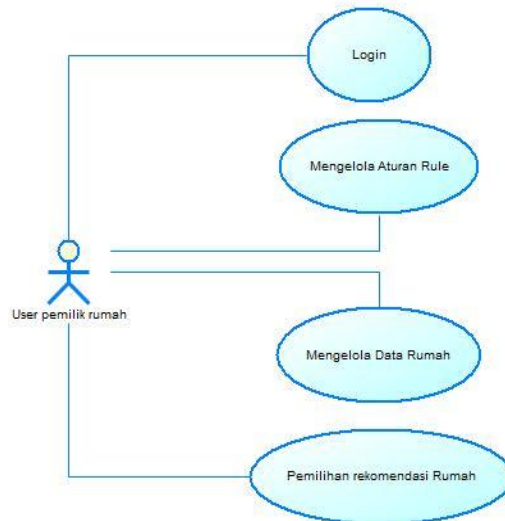 Login
Mengelola Aturan Rule
User pemilik rumah
Mengelola Data Rumah
Pemilihan rekomendasi Rumah